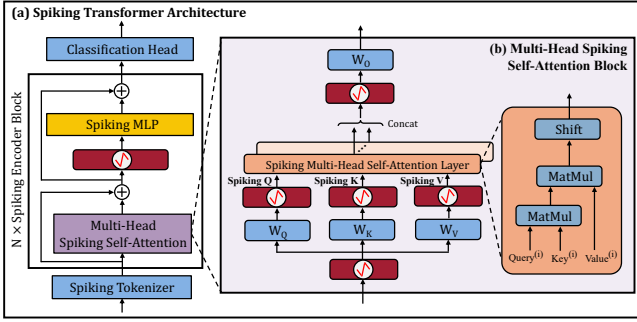 (a) Spiking Transformer Architecture
Classification Head
Spiking MLP
N × Spiking Encoder Block
Multi-Head
Spiking Self-Attention
Spiking Tokenizer
(b) Multi-Head Spiking
Self-Attention Block
W_O
Concat
Spiking Multi-Head Self-Attention Layer
Spiking Q
Spiking K
Spiking V
W_Q
W_K
W_V
Shift
MatMul
MatMul
Query^(i)
Key^(i)
Value^(i)